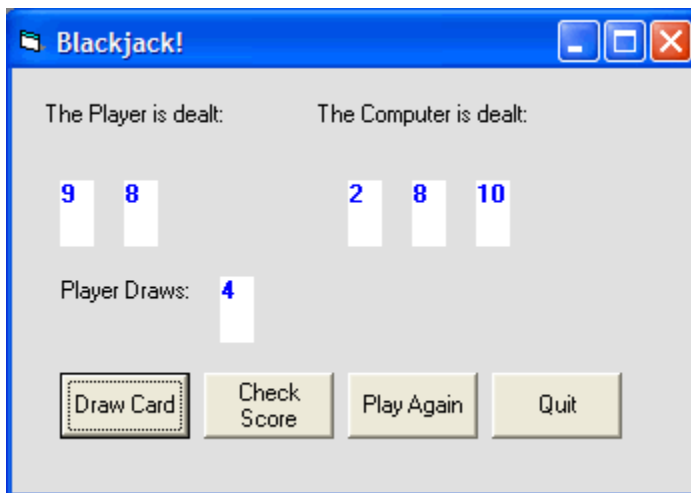 Blackjack!
The Player is dealt: The Computer is dealt:
9 8 2 8 10
Player Draws: 4
Draw Card Check Score Play Again Quit